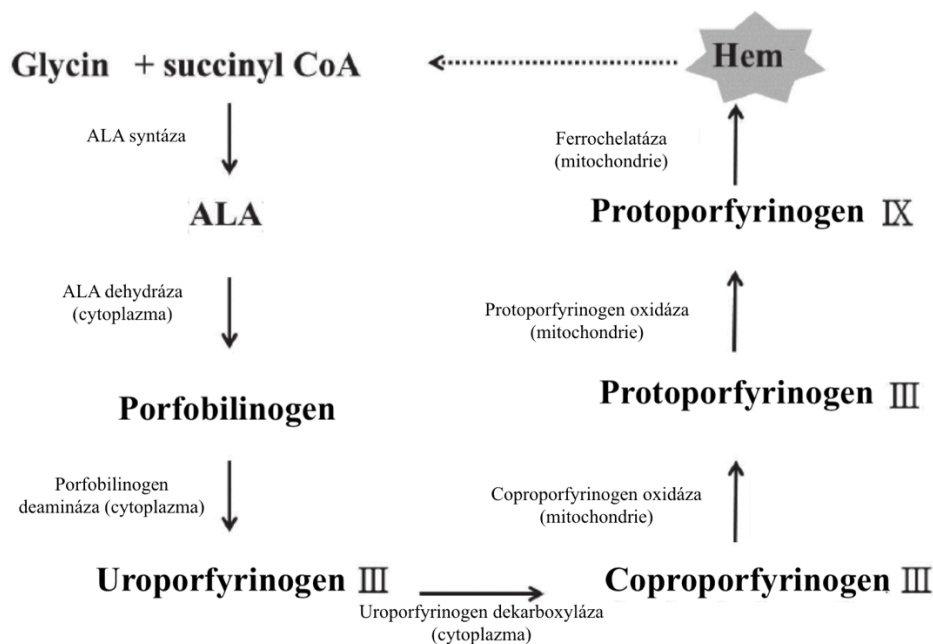 Glycin + succinyl CoA
Hem
ALA syntáza
Ferrochelatáza
(mitochondrie)
ALA
Protoporfyrinogen IX
ALA dehydráza
(cytoplazma)
Protoporfyrinogen oxidáza
(mitochondrie)
Porfobilinogen
Protoporfyrinogen III
Porfobilinogen
deamináza (cytoplazma)
Coproporfyrinogen oxidáza
(mitochondrie)
Uroporfyrinogen III
Coproporfyrinogen III
Uroporfyrinogen dekarboxyláza
(cytoplazma)